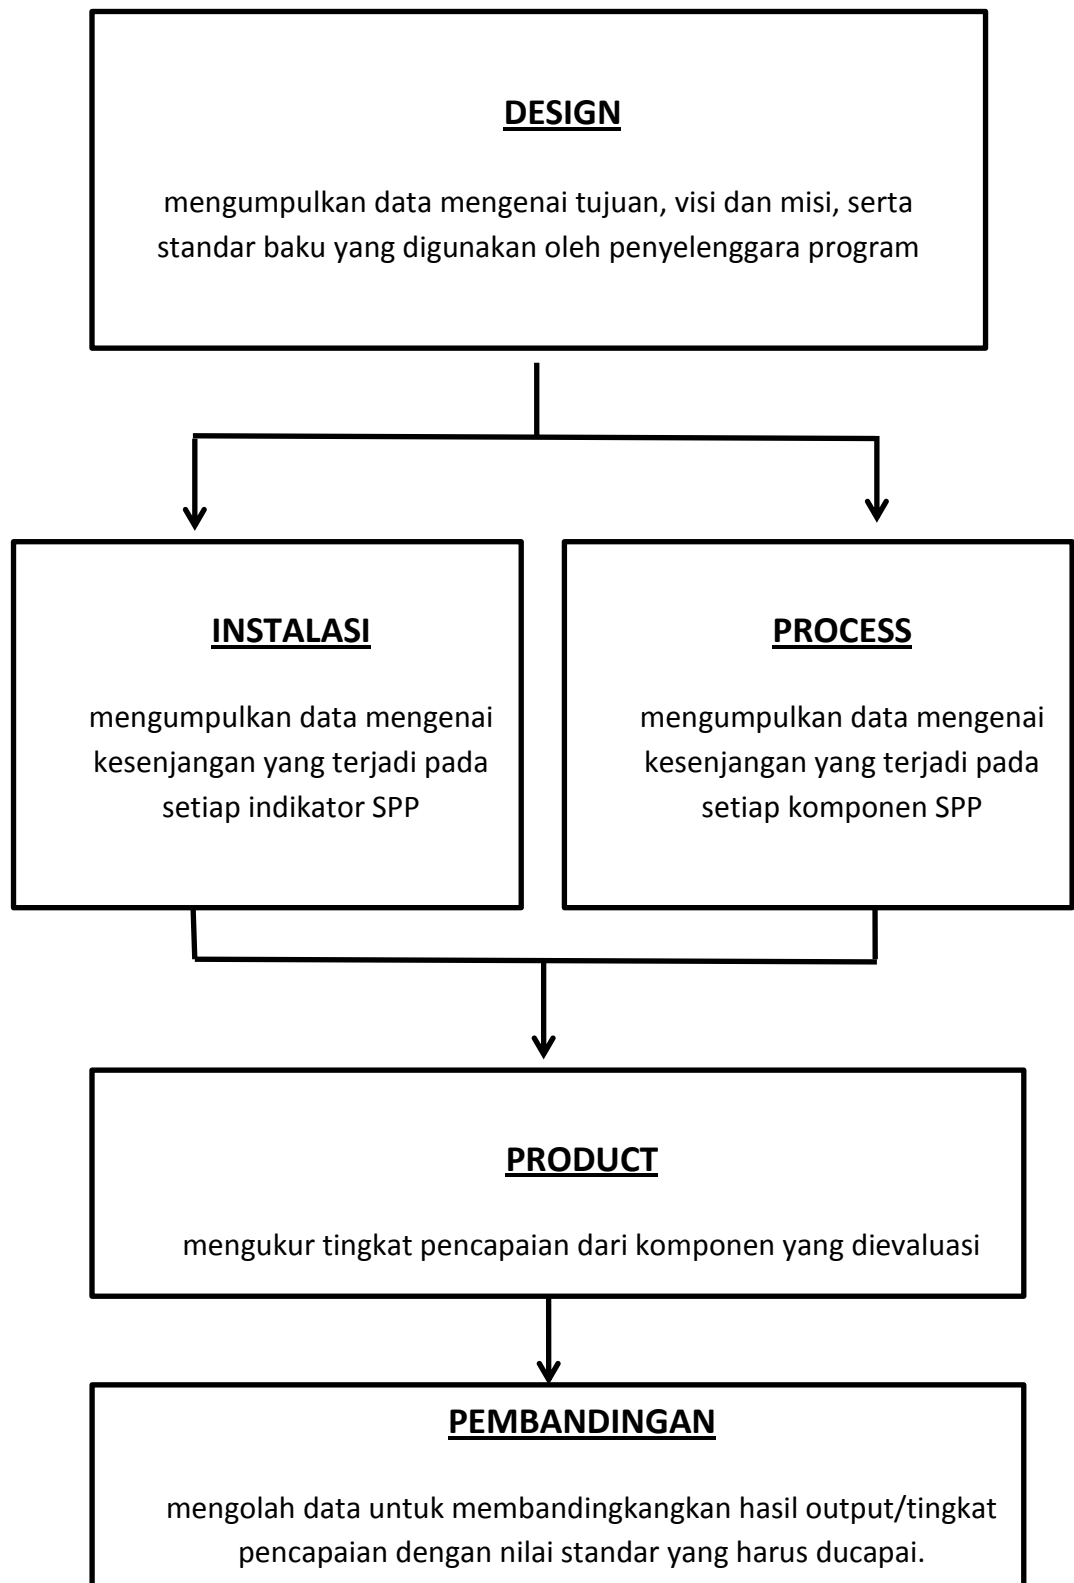 DESIGN
mengumpulkan data mengenai tujuan, visi dan misi, serta
standar baku yang digunakan oleh penyelenggara program
INSTALASI
mengumpulkan data mengenai
kesenjangan yang terjadi pada
setiap indikator SPP
PROCESS
mengumpulkan data mengenai
kesenjangan yang terjadi pada
setiap komponen SPP
PRODUCT
mengukur tingkat pencapaian dari komponen yang dievaluasi
PEMBANDINGAN
mengolah data untuk membandingkangkan hasil output/tingkat
pencapaian dengan nilai standar yang harus ducapai.